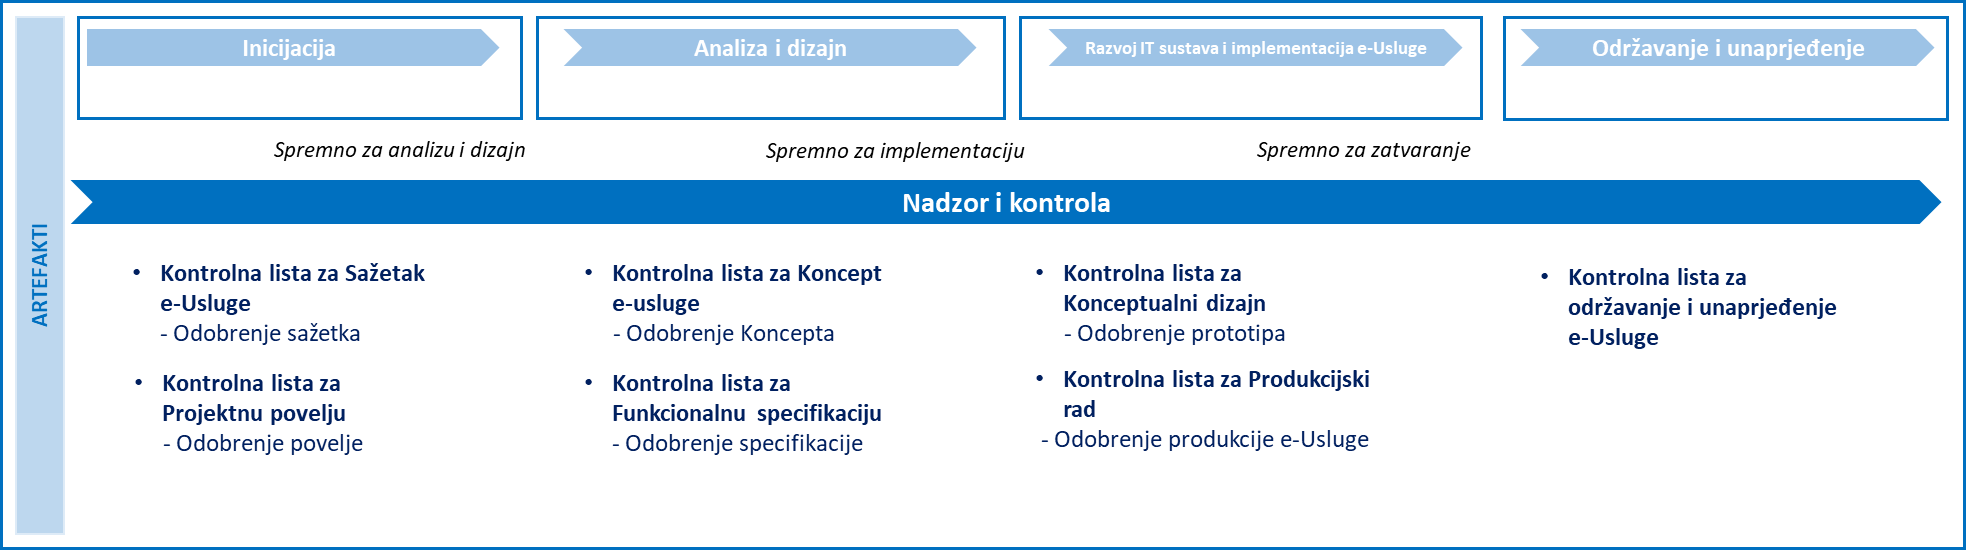 ARTEFAKTI
Inicijacija
Analiza i dizajn
Razvoj IT sustava i implementacija e-Usluge
Održavanje i unaprjeđenje
Spremno za analizu i dizajn
Spremno za implementaciju
Spremno za zatvaranje
Nadzor i kontrola
• Kontrolna lista za Sažetak
e-Usluge
- Odobrenje sažetka
• Kontrolna lista za
Projektnu povelju
- Odobrenje povelje
• Kontrolna lista za Koncept
e-usluge
- Odobrenje Koncepta
• Kontrolna lista za
Funkcionalnu specifikaciju
- Odobrenje specifikacije
• Kontrolna lista za
Konceptualni dizajn
- Odobrenje prototipa
• Kontrolna lista za Produkcijski
rad
- Odobrenje produkcije e-Usluge
• Kontrolna lista za
održavanje i unaprjeđenje
e-Usluge